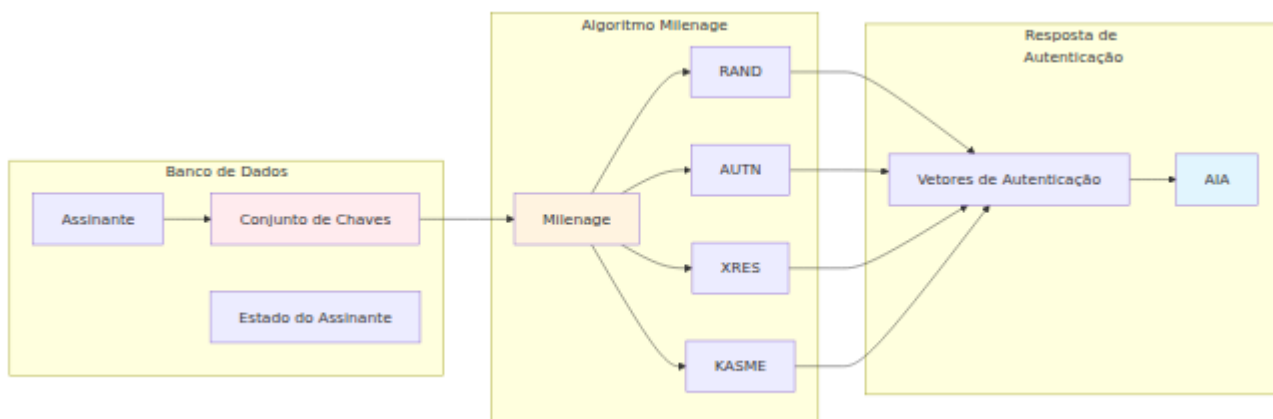 Banco de Dados
Assinante
Conjunto de Chaves
Estado do Assinante
Algoritmo Milenage
Milenage
RAND
AUTN
XRES
KASME
Resposta de
Autenticação
Vetores de Autenticação
AIA